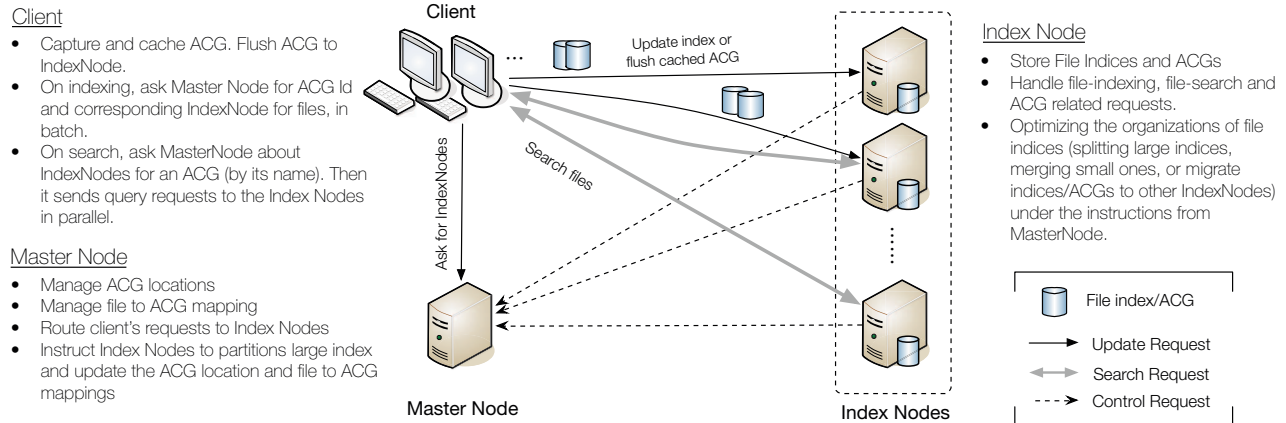 Client
• Capture and cache ACG. Flush ACG to
IndexNode.
• On indexing, ask Master Node for ACG Id
and corresponding IndexNode for files, in
batch.
• On search, ask MasterNode about
IndexNodes for an ACG (by its name). Then
it sends query requests to the Index Nodes
in parallel.
Master Node
• Manage ACG locations
• Manage file to ACG mapping
• Route client's requests to Index Nodes
• Instruct Index Nodes to partitions large index
and update the ACG location and file to ACG
mappings
Client
...
Update index or
flush cached ACG
Search files
Ask for IndexNodes
Master Node
Index Nodes
Index Node
• Store File Indices and ACGs
• Handle file-indexing, file-search and
ACG related requests.
• Optimizing the organizations of file
indices (splitting large indices,
merging small ones, or migrate
indices/ACGs to other IndexNodes)
under the instructions from
MasterNode.
File index/ACG
Update Request
Search Request
Control Request